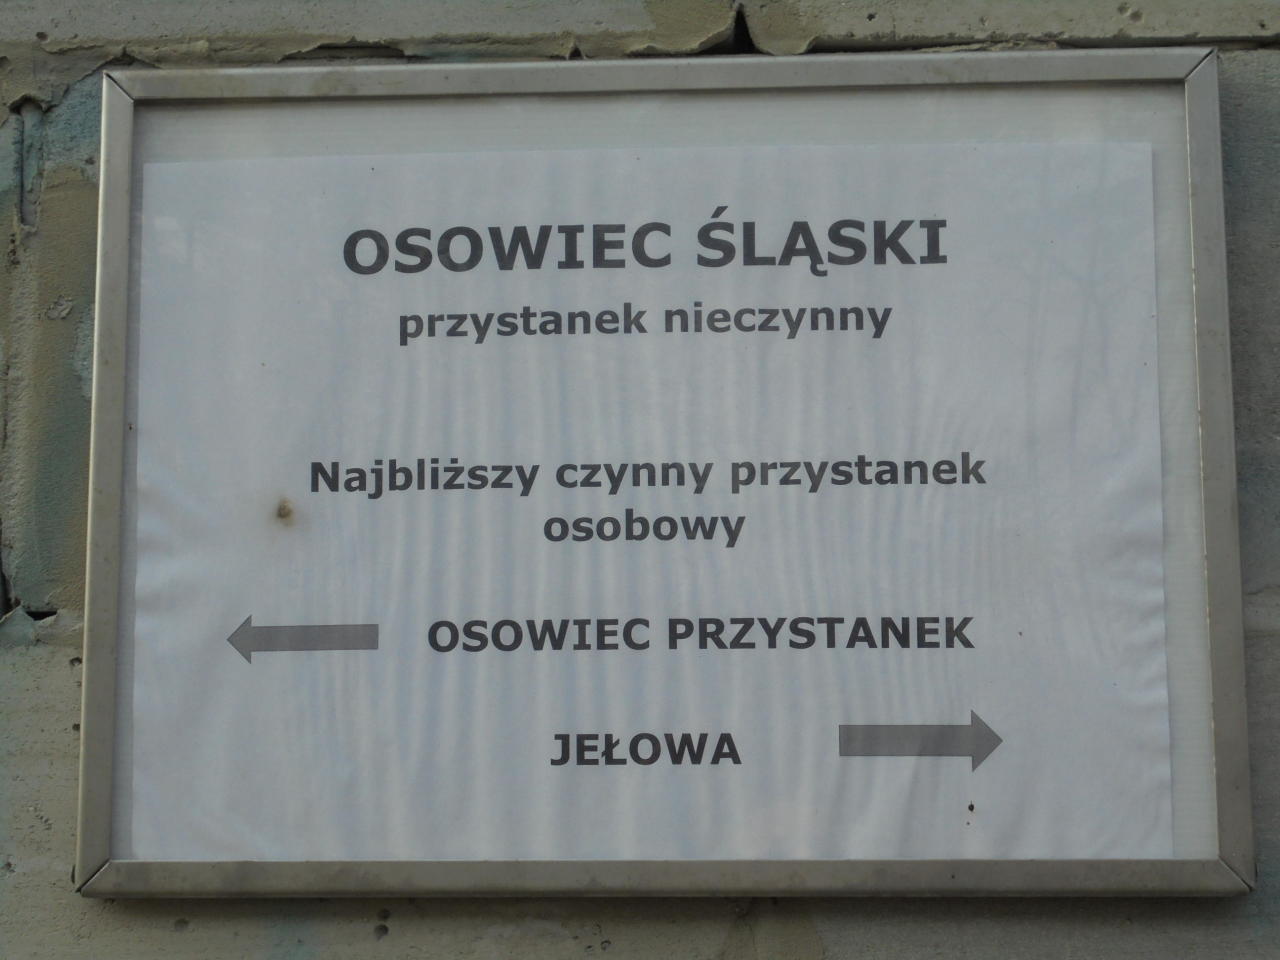 OSOWIEC ŚLĄSKI
przystanek nieczynny
Najbliższy czynny przystanek
osobowy
OSOWIEC PRZYSTANEK
JEŁOWA